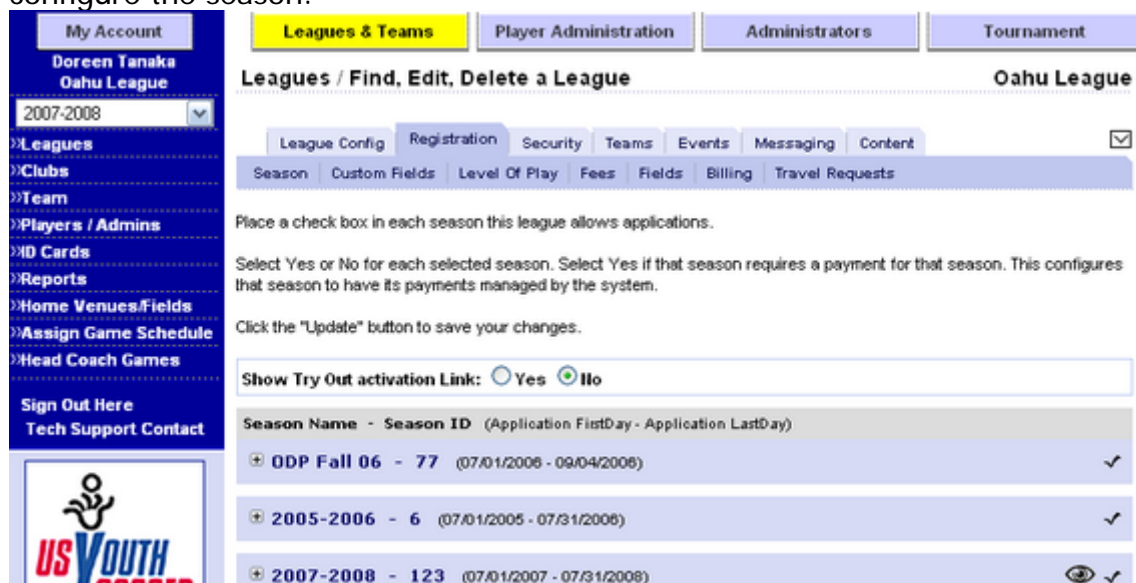 configure the season.
My Account
Leagues & Teams
Player Administration
Administrators
Tournament
Doreen Tanaka
Oahu League
2007-2008
Leagues / Find, Edit, Delete a League
Oahu League
League Config
Registration
Security
Teams
Events
Messaging
Content
Season
Custom Fields
Level Of Play
Fees
Fields
Billing
Travel Requests
»Leagues
»Clubs
»Team
»Players / Admins
»ID Cards
»Reports
»Home Venues/Fields
»Assign Game Schedule
»Head Coach Games
Sign Out Here
Tech Support Contact
US YOUTH
SOCCER
Place a check box in each season this league allows applications.
Select Yes or No for each selected season. Select Yes if that season requires a payment for that season. This configures
that season to have its payments managed by the system.
Click the "Update" button to save your changes.
Show Try Out activation Link: Yes No
Season Name - Season ID (Application FistDay - Application LastDay)
ODP Fall 06 - 77 (07/01/2006 - 09/04/2006)
2005-2006 - 6 (07/01/2005 - 07/31/2006)
2007-2008 - 123 (07/01/2007 - 07/31/2008)